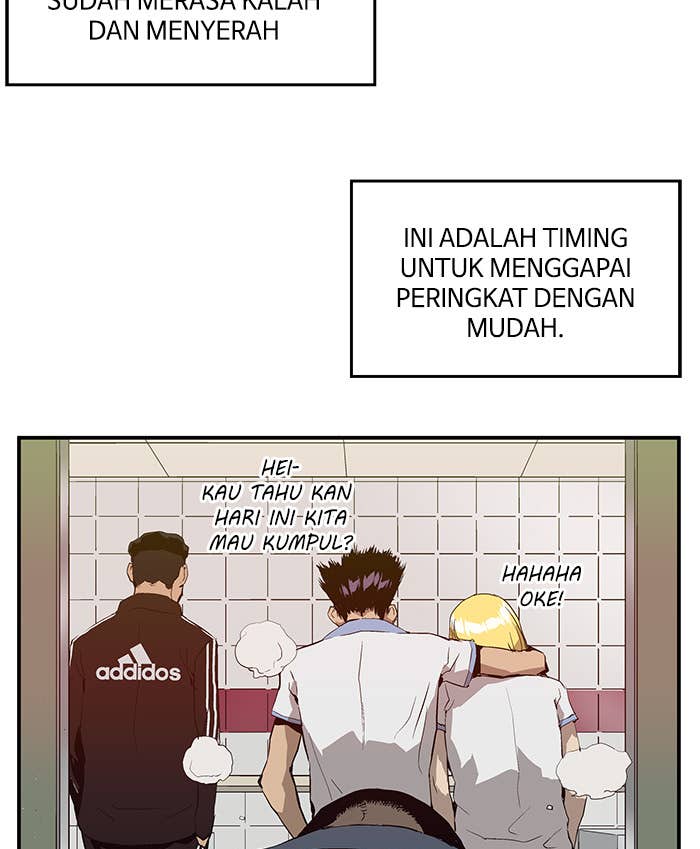 SUDAH MERASA KALAH
DAN MENYERAH
INI ADALAH TIMING
UNTUK MENGGAPAI
PERINGKAT DENGAN
MUDAH.
HEI-
KAU TAHU KAN
HARI INI KITA
MAU KUMPUL?
HAHAHA
OKE!
addidos